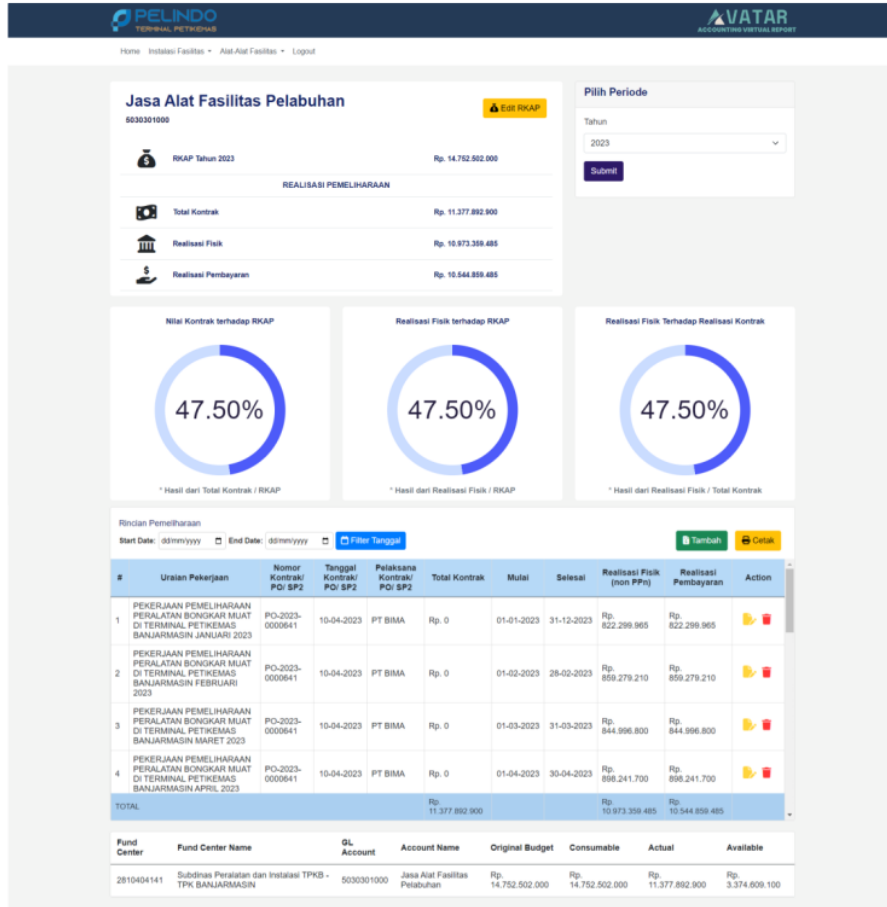 PELINDO
TERMINAL PETIKEMAS
AVATAR
ACCOUNTING VIRTUAL REPORT
Home Instalasi Fasilitas Alat-Alat Fasilitas Logout
Jasa Alat Fasilitas Pelabuhan
5030301000
Edit RKAP
RKAP Tahun 2023 Rp. 14.752.502.000
REALISASI PEMELIHARAAN
Total Kontrak Rp. 11.377.892.900
Realisasi Fisik Rp. 10.973.359.485
Realisasi Pembayaran Rp. 10.544.859.485
Pilih Periode
Tahun
2023
Submit
Nilai Kontrak terhadap RKAP
47.50%
* Hasil dari Total Kontrak / RKAP
Realisasi Fisik terhadap RKAP
47.50%
* Hasil dari Realisasi Fisik / RKAP
Realisasi Fisik Terhadap Realisasi Kontrak
47.50%
* Hasil dari Realisasi Fisik / Total Kontrak
Rincian Pemeliharaan
Start Date: dd/mm/yyyy End Date: dd/mm/yyyy Filter Tanggal Tambah Cetak
# Uraian Pekerjaan Nomor Kontrak/ PO/ SP2 Tanggal Kontrak/ PO/ SP2 Pelaksana Kontrak/ PO/ SP2 Total Kontrak Mulai Selesai Realisasi Fisik (non PPn) Realisasi Pembayaran Action
1 PEKERJAAN PEMELIHARAAN PERALATAN BONGKAR MUAT DI TERMINAL PETIKEMAS BANJARMASIN JANUARI 2023 PO-2023-0000641 10-04-2023 PT BIMA Rp. 0 01-01-2023 31-12-2023 Rp. 822.299.965 Rp. 822.299.965
2 PEKERJAAN PEMELIHARAAN PERALATAN BONGKAR MUAT DI TERMINAL PETIKEMAS BANJARMASIN FEBRUARI 2023 PO-2023-0000641 10-04-2023 PT BIMA Rp. 0 01-02-2023 28-02-2023 Rp. 859.279.210 Rp. 859.279.210
3 PEKERJAAN PEMELIHARAAN PERALATAN BONGKAR MUAT DI TERMINAL PETIKEMAS BANJARMASIN MARET 2023 PO-2023-0000641 10-04-2023 PT BIMA Rp. 0 01-03-2023 31-03-2023 Rp. 844.996.800 Rp. 844.996.800
4 PEKERJAAN PEMELIHARAAN PERALATAN BONGKAR MUAT DI TERMINAL PETIKEMAS BANJARMASIN APRIL 2023 PO-2023-0000641 10-04-2023 PT BIMA Rp. 0 01-04-2023 30-04-2023 Rp. 898.241.700 Rp. 898.241.700
TOTAL Rp. 11.377.892.900 Rp. 10.973.359.485 Rp. 10.544.859.485
Fund Center Fund Center Name GL Account Account Name Original Budget Consumable Actual Available
2810404141 Subdinas Peralatan dan Instalasi TPKB - TPK BANJARMASIN 5030301000 Jasa Alat Fasilitas Pelabuhan Rp. 14.752.502.000 Rp. 14.752.502.000 Rp. 11.377.892.900 Rp. 3.374.609.100